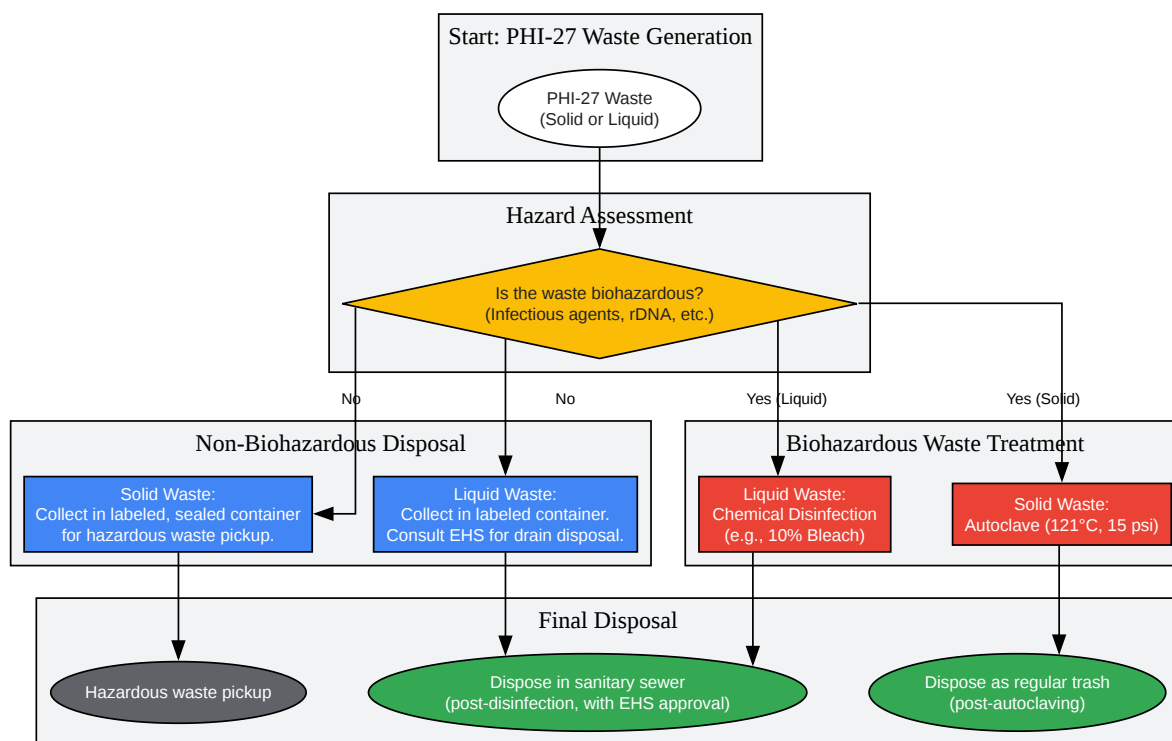 Start: PHI-27 Waste Generation
PHI-27 Waste
(Solid or Liquid)
Hazard Assessment
Is the waste biohazardous?
(Infectious agents, rDNA, etc.)
No
No
Yes (Liquid)
Yes (Solid)
Non-Biohazardous Disposal
Solid Waste:
Collect in labeled, sealed container
for hazardous waste pickup.
Liquid Waste:
Collect in labeled container.
Consult EHS for drain disposal.
Biohazardous Waste Treatment
Liquid Waste:
Chemical Disinfection
(e.g., 10% Bleach)
Solid Waste:
Autoclave (121°C, 15 psi)
Final Disposal
Hazardous waste pickup
Dispose in sanitary sewer
(post-disinfection, with EHS approval)
Dispose as regular trash
(post-autoclaving)